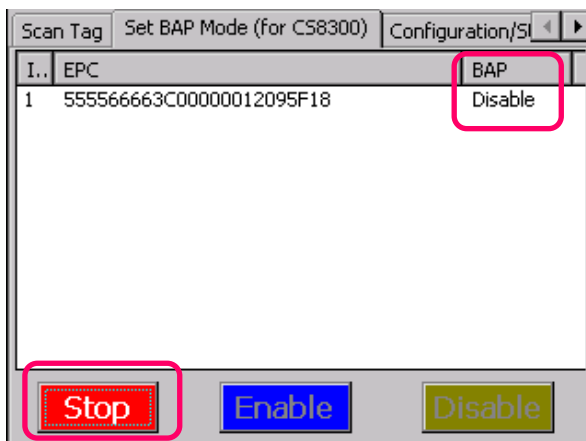 Scan Tag Set BAP Mode (for CS8300) Configuration/S
I.. EPC BAP
1 555566663C00000012095F18 Disable
Stop Enable Disable